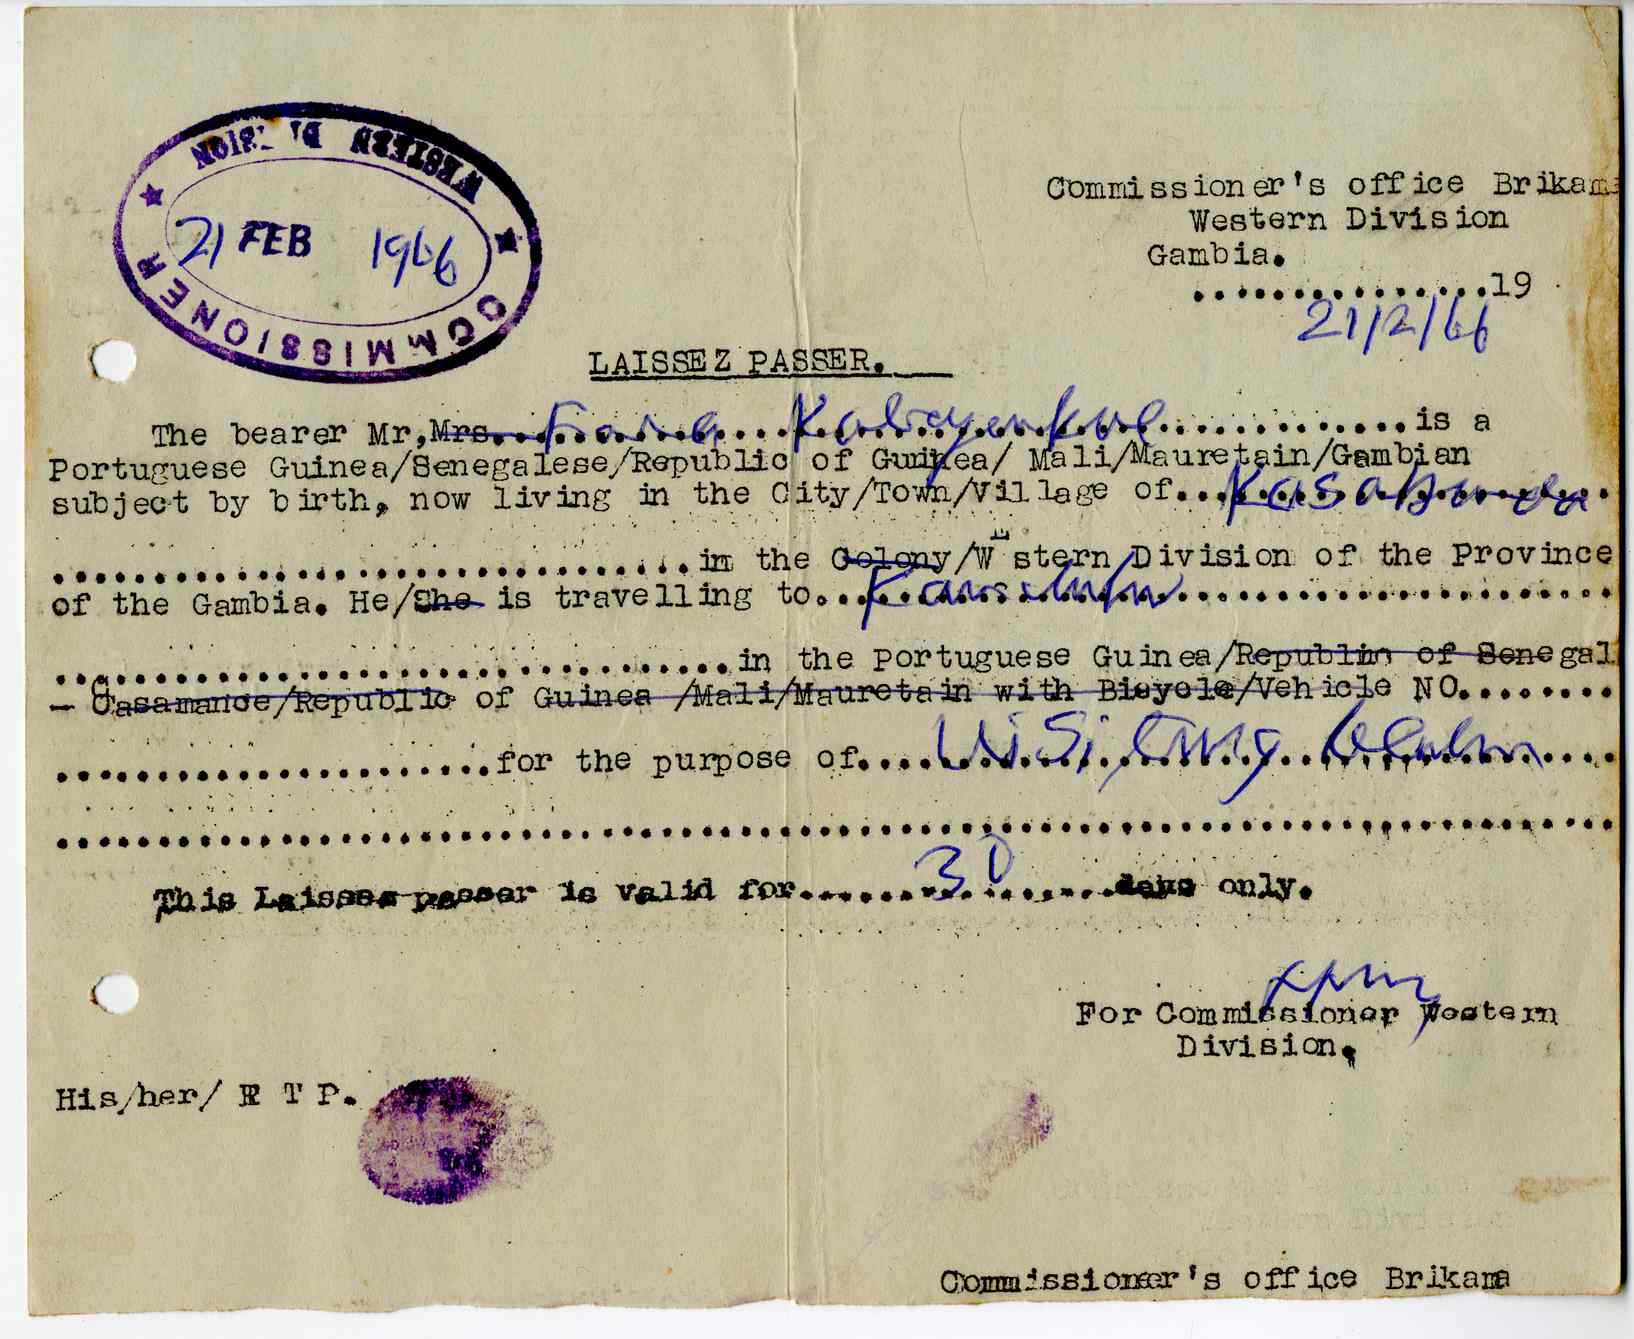 WESTERN DIVISION
COMMISSIONER
21 FEB 1966
Commissioner's office Brikama
Western Division
Gambia.
...............19
21/2/66
LAISSEZ PASSER.
The bearer Mr,Mrs. is a
Portuguese Guinea/Senegalese/Republic of Guinea/ Mali/Mauretain/Gambian
subject by birth, now living in the City/Town/Village of...
in the Colony/Western Division of the Province
of the Gambia. He/She is travelling to...
in the Portuguese Guinea/Republic of Senegal
- Casamance/Republic of Guinea /Mali/Mauretain with Bicycle/Vehicle NO........
for the purpose of.... Visiting
This Laissez passer is valid for...... 30 ......days only.
For Commissioner Western
Division.
His/her/ R T P.
Commissioner's office Brikama